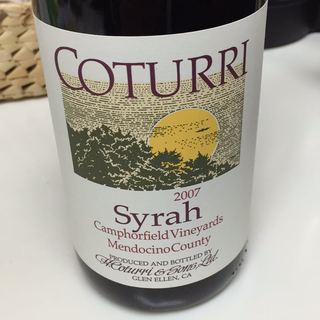 COTURRI
2007
Syrah
Camphorfield Vineyards
Mendocino County
PRODUCED AND BOTTLED BY
H.Coturri & Sons, Ltd.
GLEN ELLEN, CA